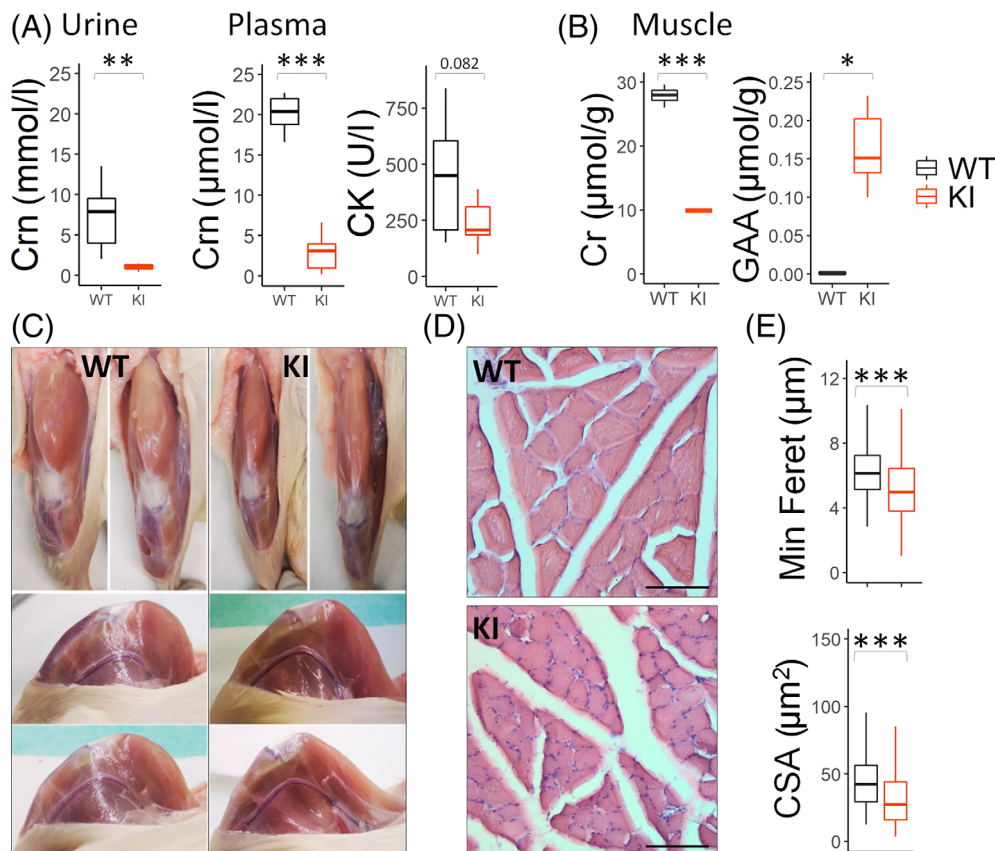 (A) Urine Plasma
Crn (mmol/l)
25
20
15
10
5
0
**
WT KI
Crn (µmol/l)
25
20
15
10
5
0
***
WT KI
CK (U/l)
750
500
250
0
0.082
WT KI
(B) Muscle
Cr (µmol/g)
30
20
10
0
***
WT KI
GAA (µmol/g)
0.25
0.20
0.15
0.10
0.05
0.00
*
WT KI
WT
KI
(C)
WT KI
(D)
WT
KI
(E)
Min Feret (µm)
12
8
4
0
***
CSA (µm²)
150
100
50
0
***